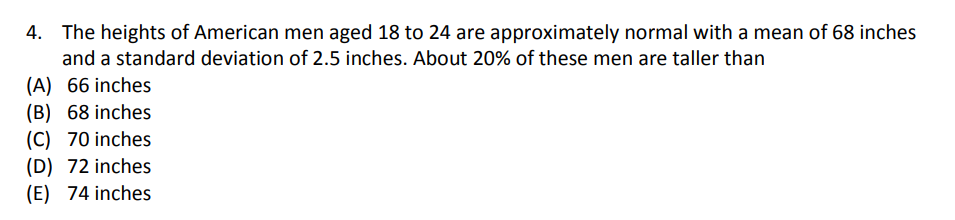 4. The heights of American men aged 18 to 24 are approximately normal with a mean of 68 inches
and a standard deviation of 2.5 inches. About 20% of these men are taller than
(A) 66 inches
(B) 68 inches
(C) 70 inches
(D) 72 inches
(E) 74 inches